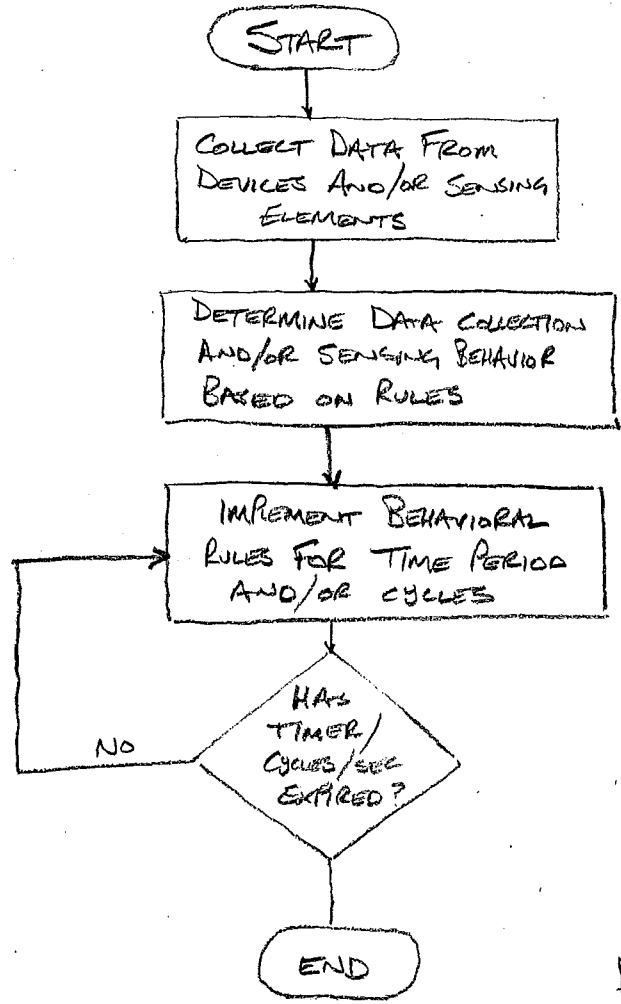 START
COLLECT DATA FROM
DEVICES AND/OR SENSING
ELEMENTS
DETERMINE DATA COLLECTION
AND/OR SENSING BEHAVIOR
BASED ON RULES
IMPLEMENT BEHAVIORAL
RULES FOR TIME PERIOD
AND/OR CYCLES
HAS
TIMER/
CYCLES/SEC
EXPIRED?
NO
END